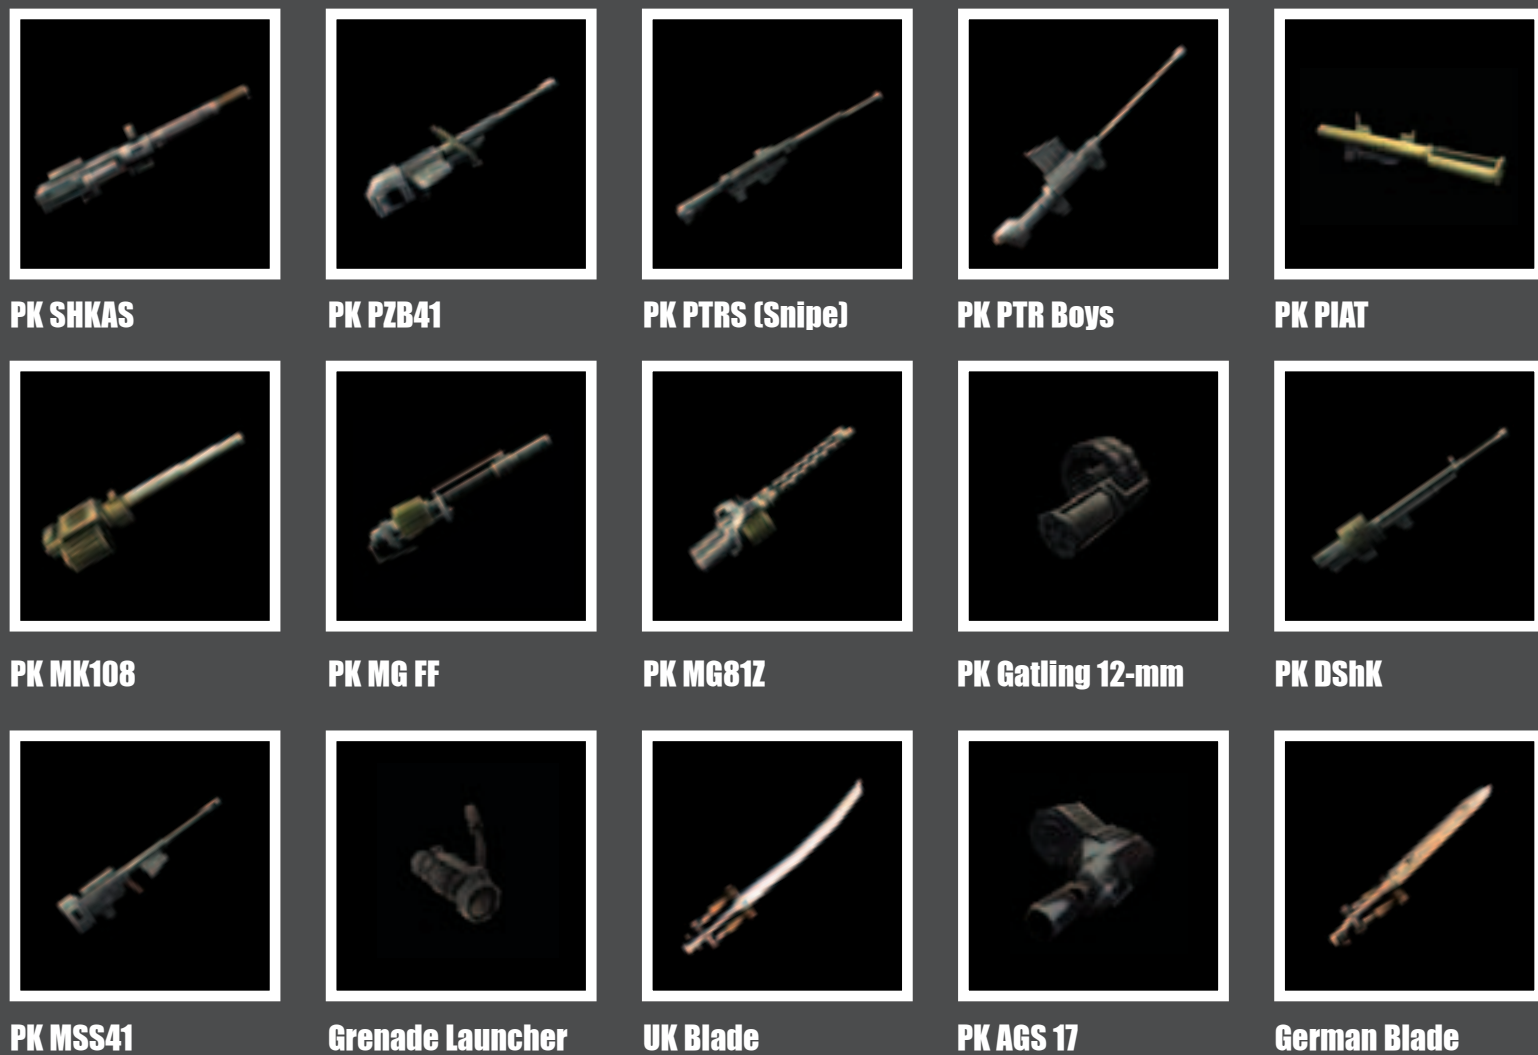 PK SHKAS
PK PZB41
PK PTRS (Snipe)
PK PTR Boys
PK PIAT
PK MK108
PK MG FF
PK MG81Z
PK Gatling 12-mm
PK DShK
PK MSS41
Grenade Launcher
UK Blade
PK AGS 17
German Blade